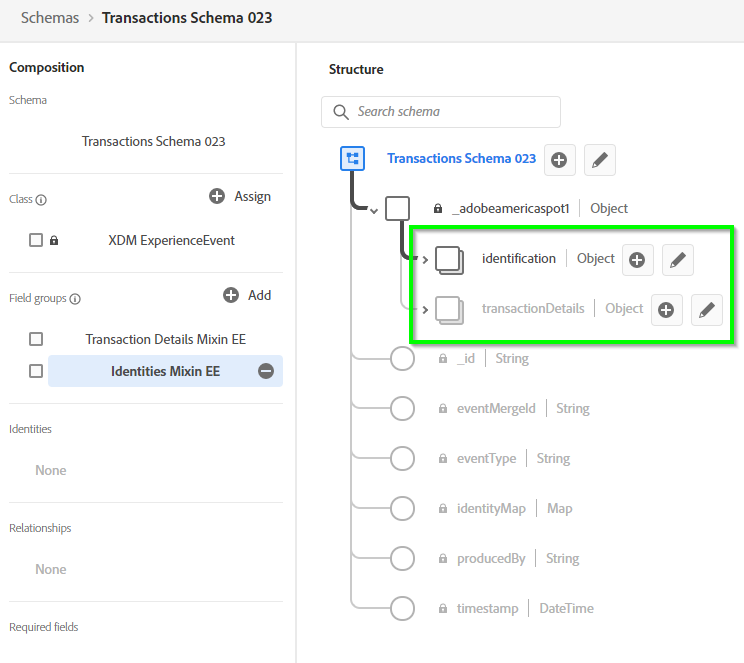 Schemas > Transactions Schema 023
Composition
Schema
Transactions Schema 023
Class
Assign
XDM ExperienceEvent
Field groups
Add
Transaction Details Mixin EE
Identities Mixin EE
Identities
None
Relationships
None
Required fields
Structure
Search schema
Transactions Schema 023
_adobeamericaspot1 | Object
identification | Object
transactionDetails | Object
_id | String
eventMergeId | String
eventType | String
identityMap | Map
producedBy | String
timestamp | DateTime